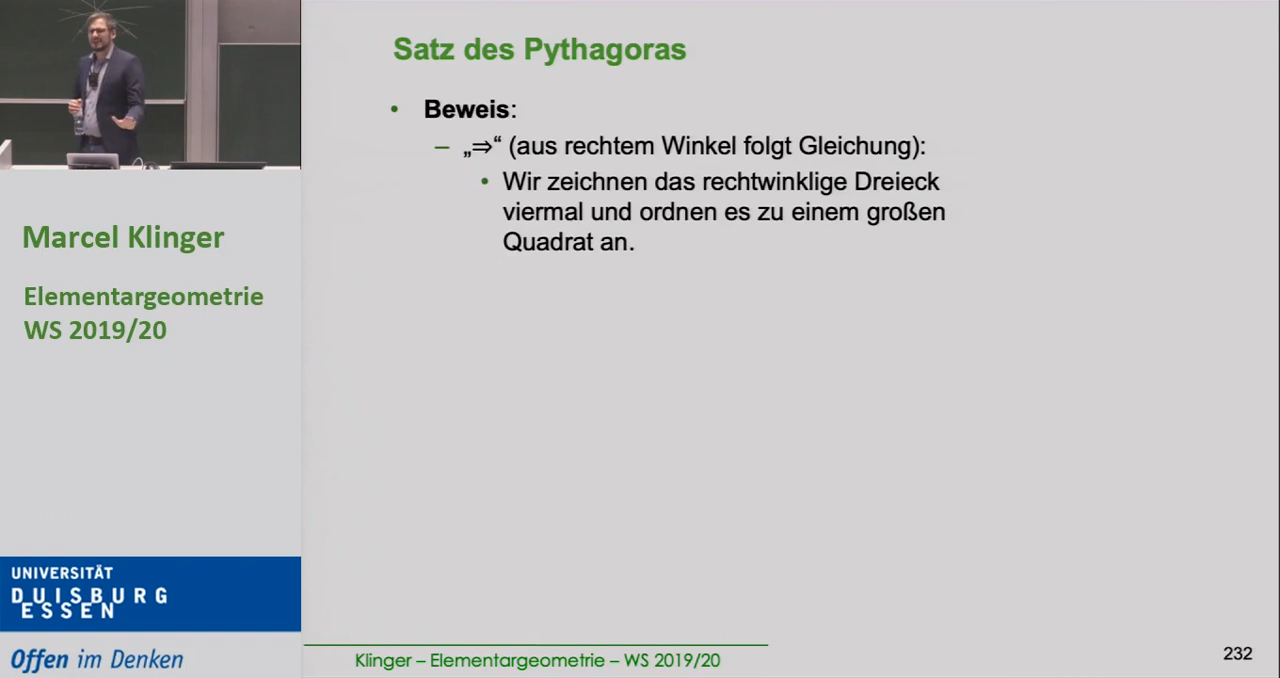 Marcel Klinger
Elementargeometrie
WS 2019/20
UNIVERSITÄT
DUISBURG
ESSEN
Offen im Denken
Satz des Pythagoras
• Beweis:
– „⇒“ (aus rechtem Winkel folgt Gleichung):
• Wir zeichnen das rechtwinklige Dreieck
viermal und ordnen es zu einem großen
Quadrat an.
Klinger – Elementargeometrie – WS 2019/20
232